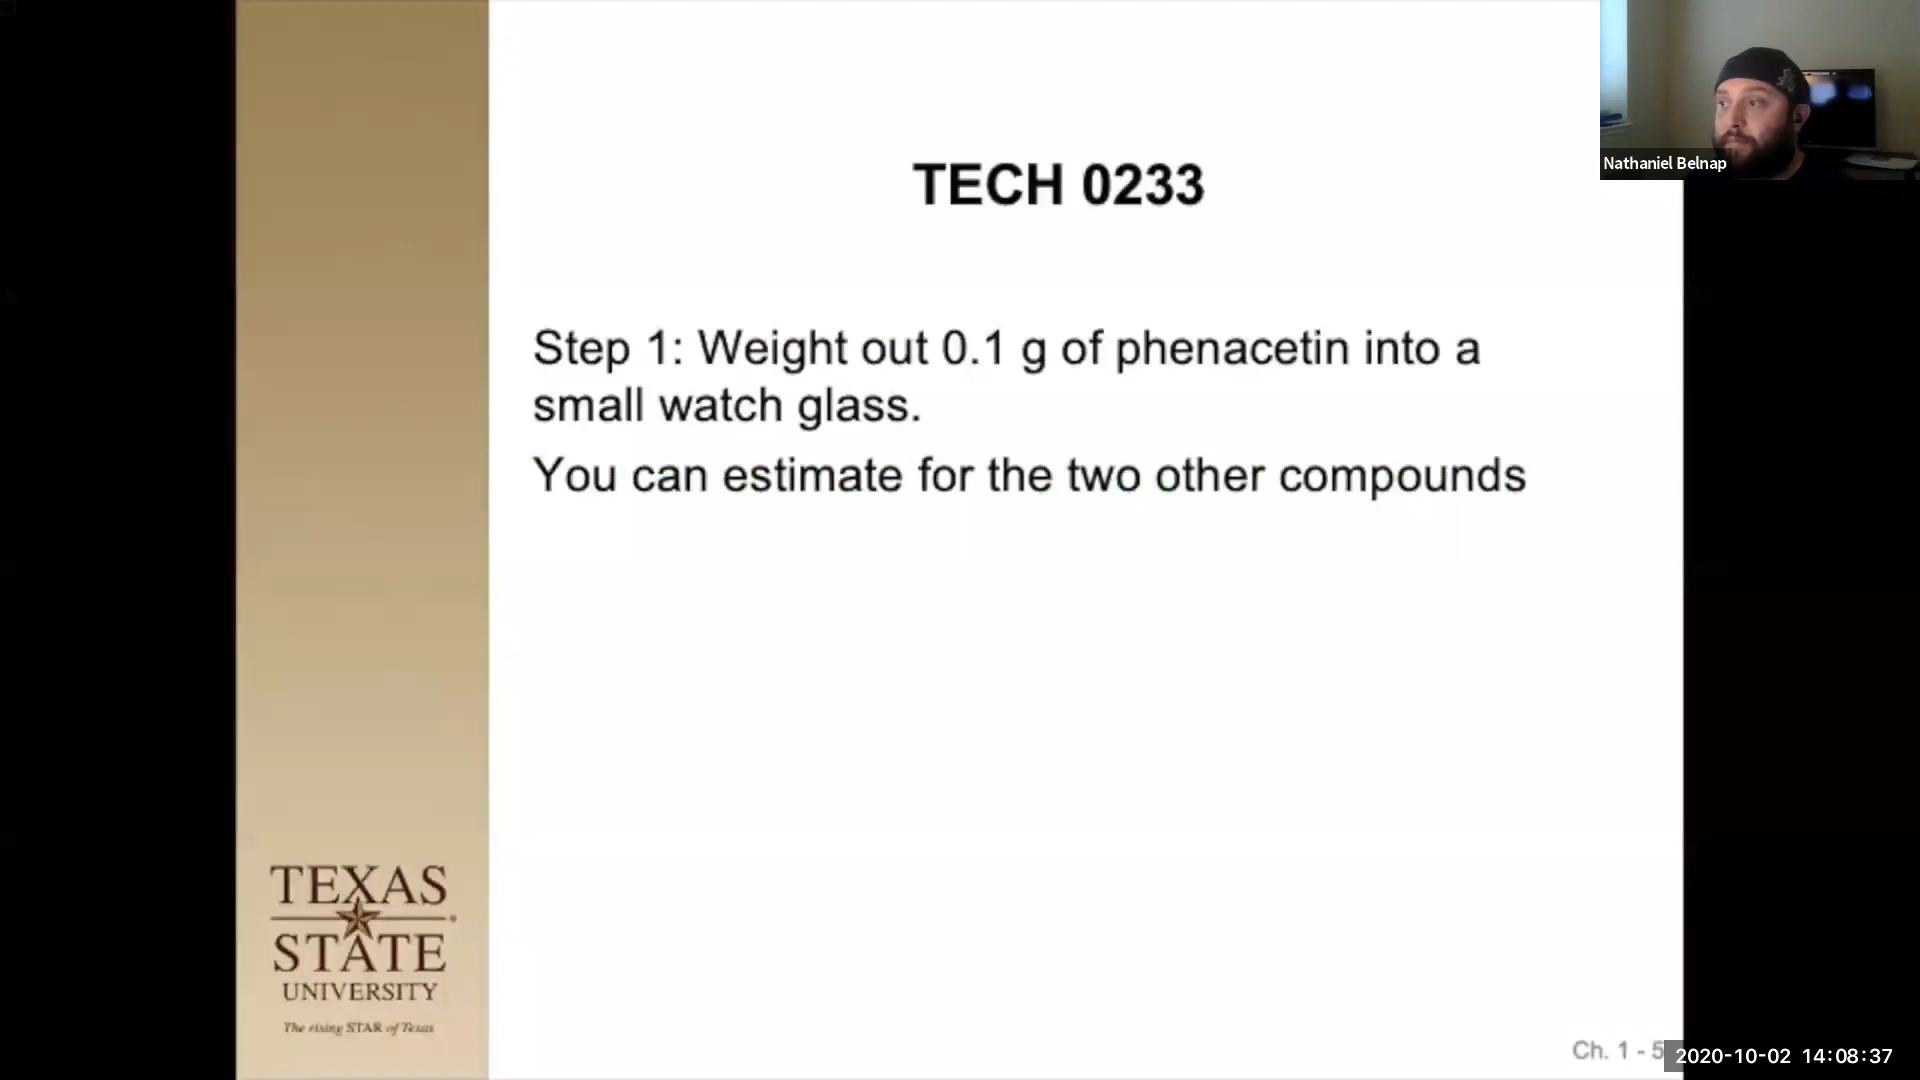 TECH 0233
Nathaniel Belnap
Step 1: Weight out 0.1 g of phenacetin into a
small watch glass.
You can estimate for the two other compounds
TEXAS
STATE
UNIVERSITY
The rising STAR of Texas
Ch. 1 - 5
2020-10-02 14:08:37